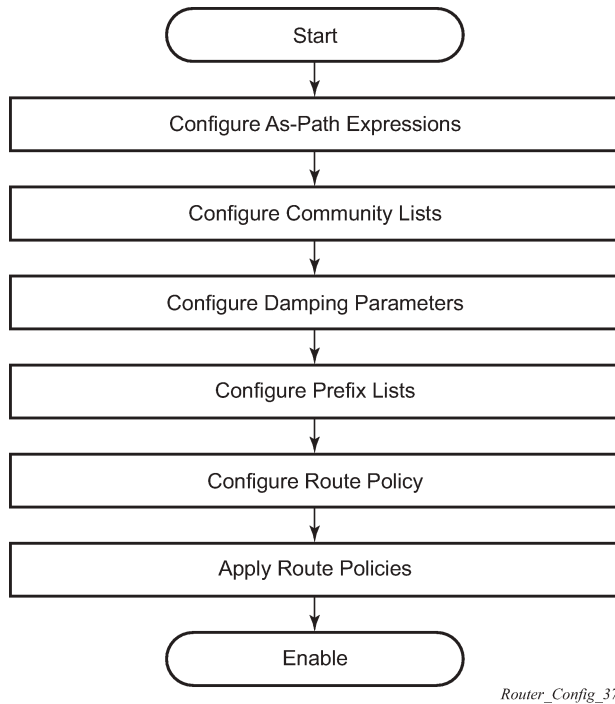 Start
Configure As-Path Expressions
Configure Community Lists
Configure Damping Parameters
Configure Prefix Lists
Configure Route Policy
Apply Route Policies
Enable
Router_Config_37